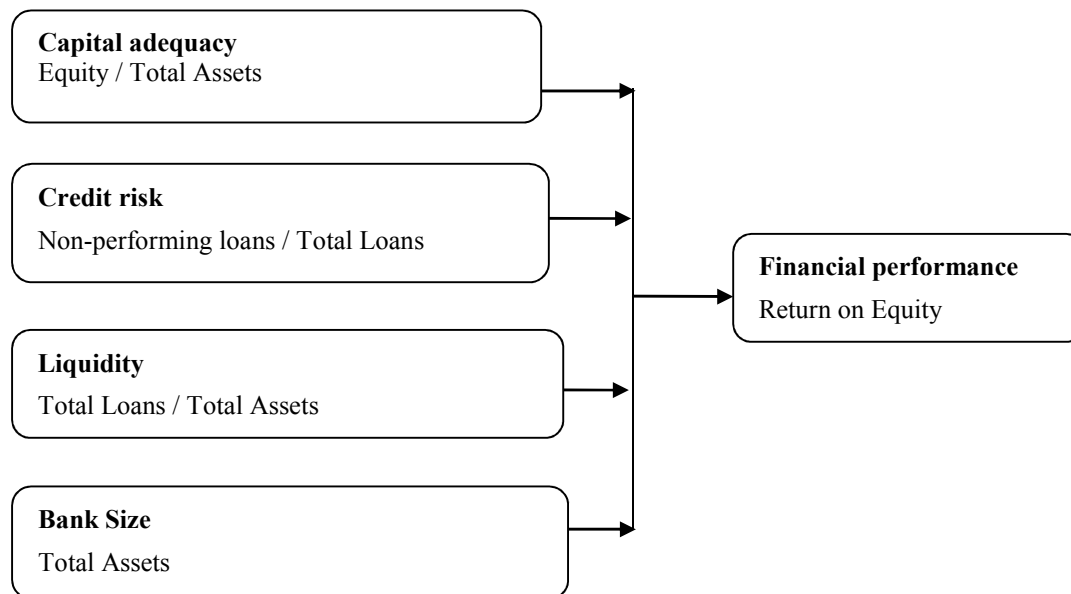 Capital adequacy
Equity / Total Assets
Credit risk
Non-performing loans / Total Loans
Liquidity
Total Loans / Total Assets
Bank Size
Total Assets
Financial performance
Return on Equity